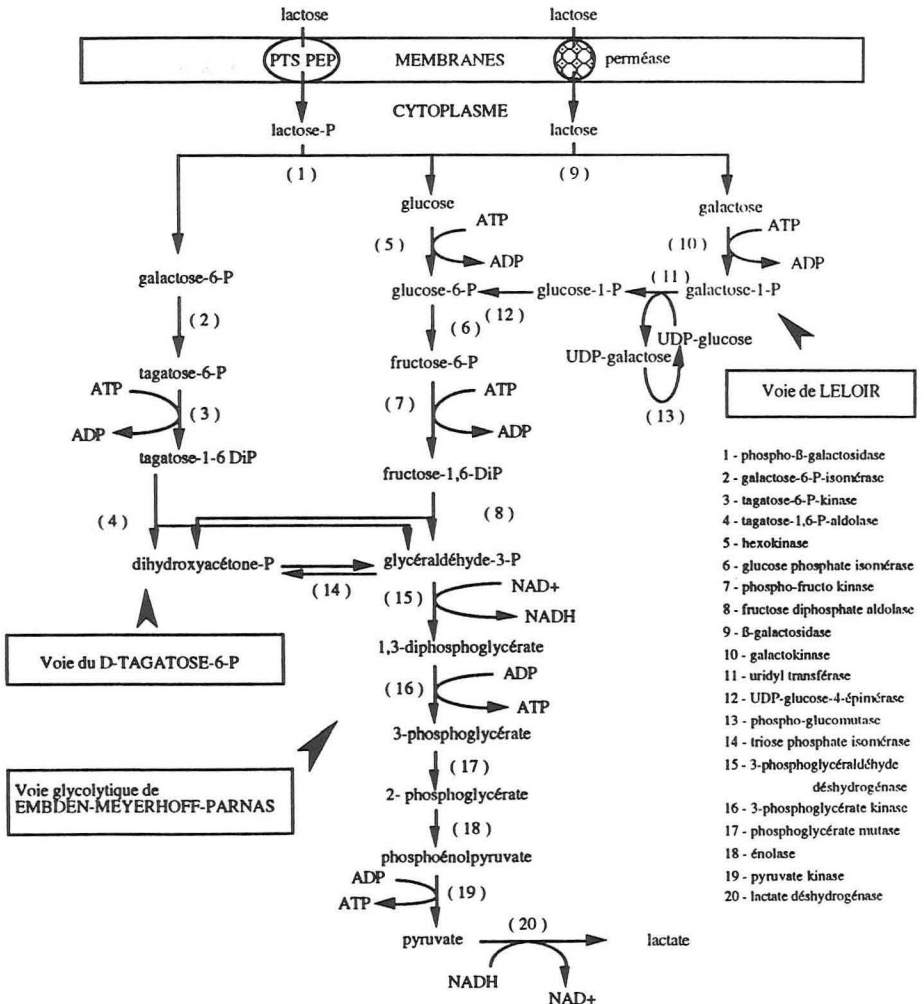 lactose lactose
PTS PEP MEMBRANES perméase
CYTOPLASME
lactose-P lactose
( 1 ) ( 9 )
glucose galactose
ATP ATP
( 5 ) ( 10 )
ADP ADP
galactose-6-P glucose-6-P glucose-1-P ( 11 ) galactose-1-P
( 12 )
( 2 ) ( 6 )
UDP-glucose
fructose-6-P UDP-galactose
tagatose-6-P
ATP ATP Voie de LELOIR
( 3 ) ( 7 ) ( 13 )
ADP ADP
tagatose-1-6 DiP fructose-1,6-DiP
( 4 ) ( 8 )
dihydroxyacétone-P glycéraldéhyde-3-P
( 14 ) ( 15 ) NAD+
NADH
Voie du D-TAGATOSE-6-P
1,3-diphosphoglycérate
( 16 ) ADP
ATP
3-phosphoglycérate
( 17 )
Voie glycolytique de
EMBDEN-MEYERHOFF-PARNAS
2- phosphoglycérate
( 18 )
phosphoénolpyruvate
ADP
( 19 )
ATP
( 20 )
pyruvate lactate
NADH
NAD+
1 - phospho-ß-galactosidase
2 - galactose-6-P-isomérase
3 - tagatose-6-P-kinase
4 - tagatose-1,6-P-aldolase
5 - hexokinase
6 - glucose phosphate isomérase
7 - phospho-fructo kinase
8 - fructose diphosphate aldolase
9 - ß-galactosidase
10 - galactokinase
11 - uridyl transférase
12 - UDP-glucose-4-épimérase
13 - phospho-glucomutase
14 - triose phosphate isomérase
15 - 3-phosphoglycéraldéhyde
déshydrogénase
16 - 3-phosphoglycérate kinase
17 - phosphoglycérate mutase
18 - énolase
19 - pyruvate kinase
20 - lactate déshydrogénase